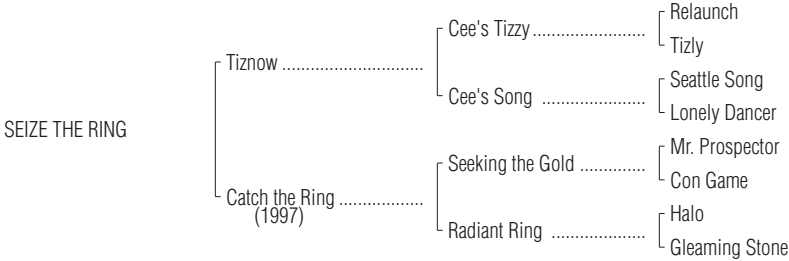 Relaunch
Cee's Tizzy ........................
Tizly
Tiznow ..............................
Seattle Song
Cee's Song ......................
Lonely Dancer
SEIZE THE RING
Mr. Prospector
Seeking the Gold ..............
Con Game
Catch the Ring ..................
(1997)
Halo
Radiant Ring ....................
Gleaming Stone